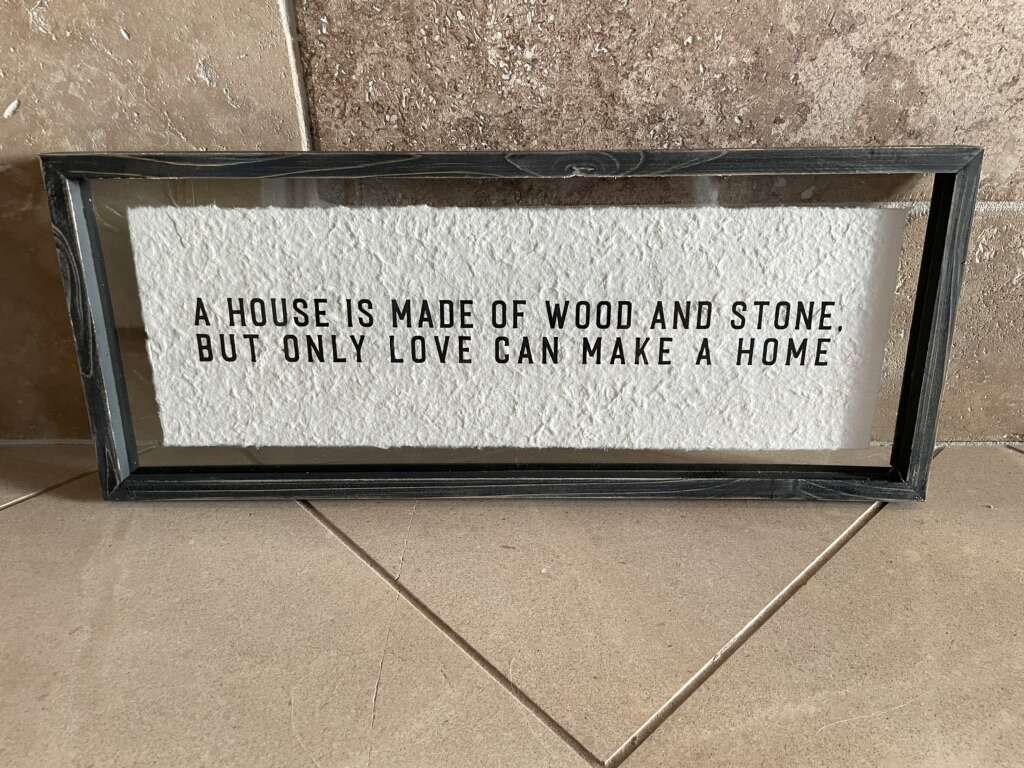 A HOUSE IS MADE OF WOOD AND STONE,
BUT ONLY LOVE CAN MAKE A HOME